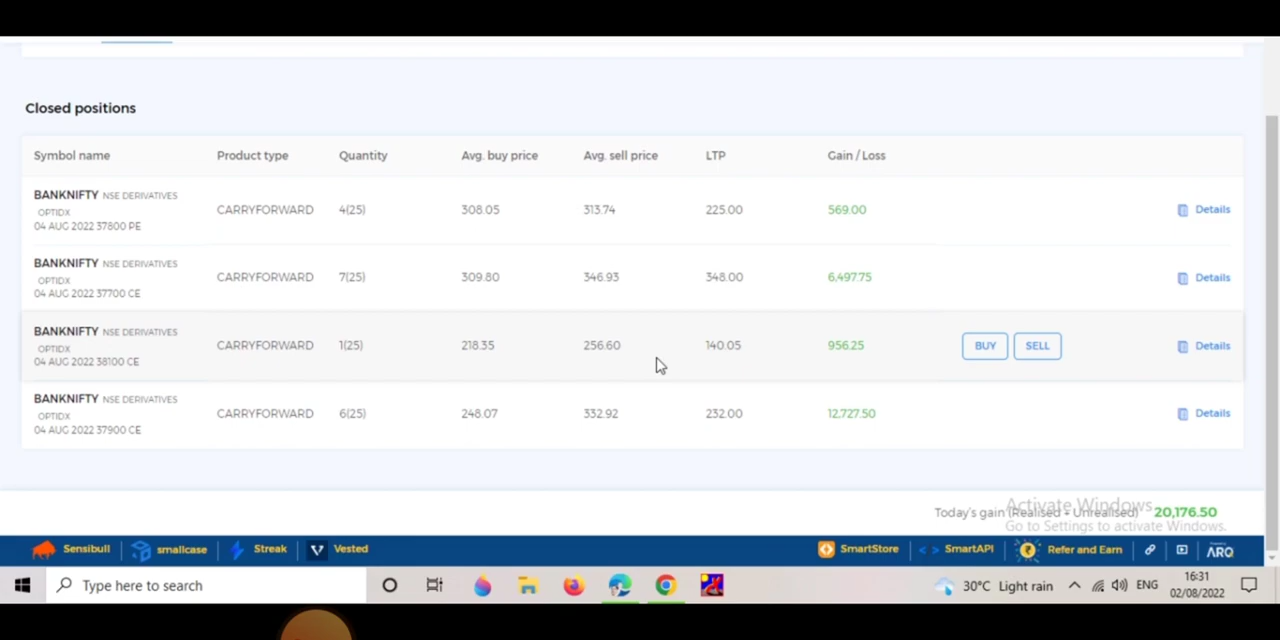 Closed positions
Symbol name Product type Quantity Avg. buy price Avg. sell price LTP Gain / Loss
BANKNIFTY NSE DERIVATIVES
OPTIDX
04 AUG 2022 37800 PE
CARRYFORWARD 4(25) 308.05 313.74 225.00 569.00 Details
BANKNIFTY NSE DERIVATIVES
OPTIDX
04 AUG 2022 37700 CE
CARRYFORWARD 7(25) 309.80 346.93 348.00 6,497.75 Details
BANKNIFTY NSE DERIVATIVES
OPTIDX
04 AUG 2022 38100 CE
CARRYFORWARD 1(25) 218.35 256.60 140.05 956.25 BUY SELL Details
BANKNIFTY NSE DERIVATIVES
OPTIDX
04 AUG 2022 37900 CE
CARRYFORWARD 6(25) 248.07 332.92 232.00 12,727.50 Details
Activate Windows
Today's gain (Realised + Unrealised) 20,176.50
Go to Settings to activate Windows.
Sensibull smallcase Streak Vested SmartStore SmartAPI Refer and Earn ARQ
Type here to search 30°C Light rain ENG 16:31
02/08/2022